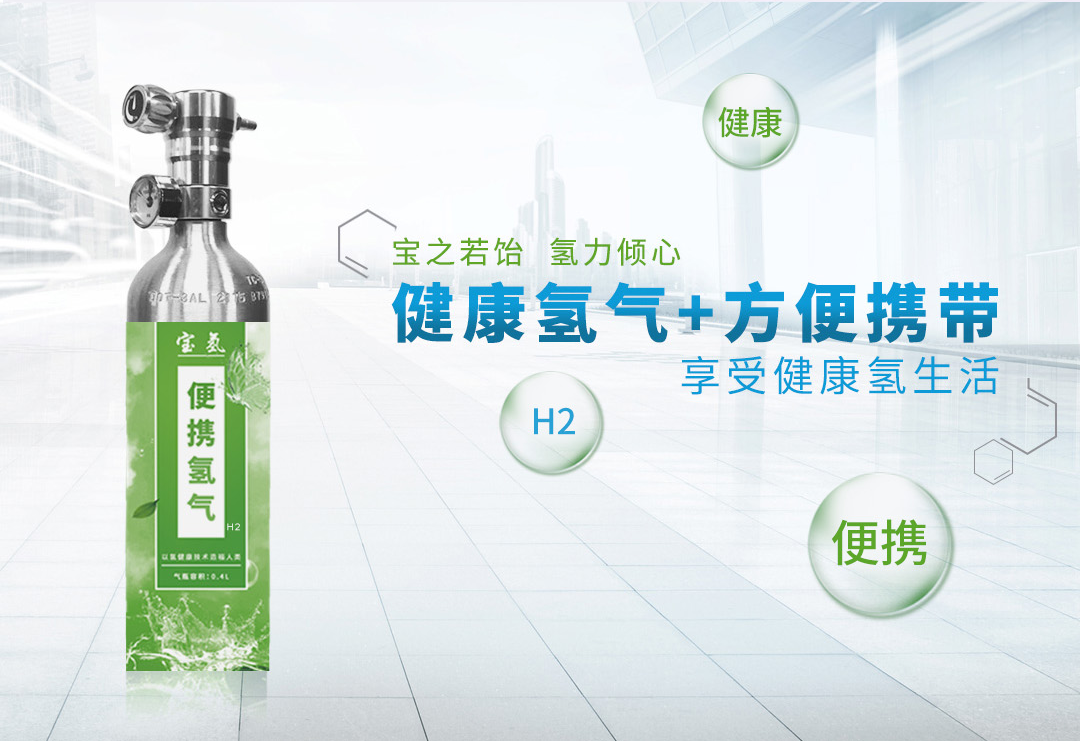 健康
宝之若饴 氢力倾心
健康氢气+方便携带
享受健康氢生活
H2
便携
宝氢
便携氢气
H2
以氢健康技术造福人类
气瓶容积:0.4L